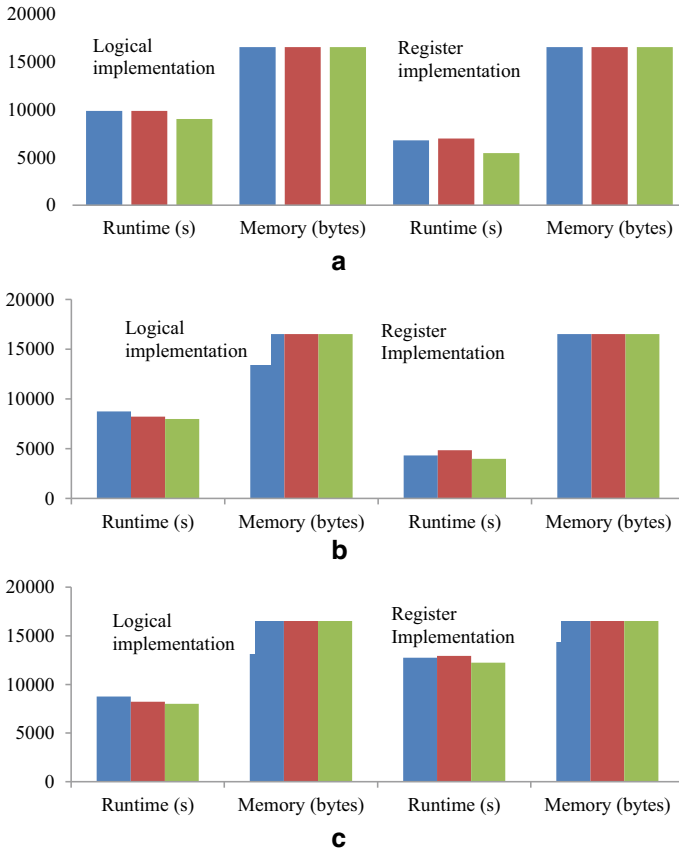 20000
15000
10000
5000
0
Logical
implementation
Register
implementation
Runtime (s)
Memory (bytes)
Runtime (s)
Memory (bytes)
a
20000
15000
10000
5000
0
Logical
implementation
Register
Implementation
Runtime (s)
Memory (bytes)
Runtime (s)
Memory (bytes)
b
20000
15000
10000
5000
0
Logical
implementation
Register
Implementation
Runtime (s)
Memory (bytes)
Runtime (s)
Memory (bytes)
c